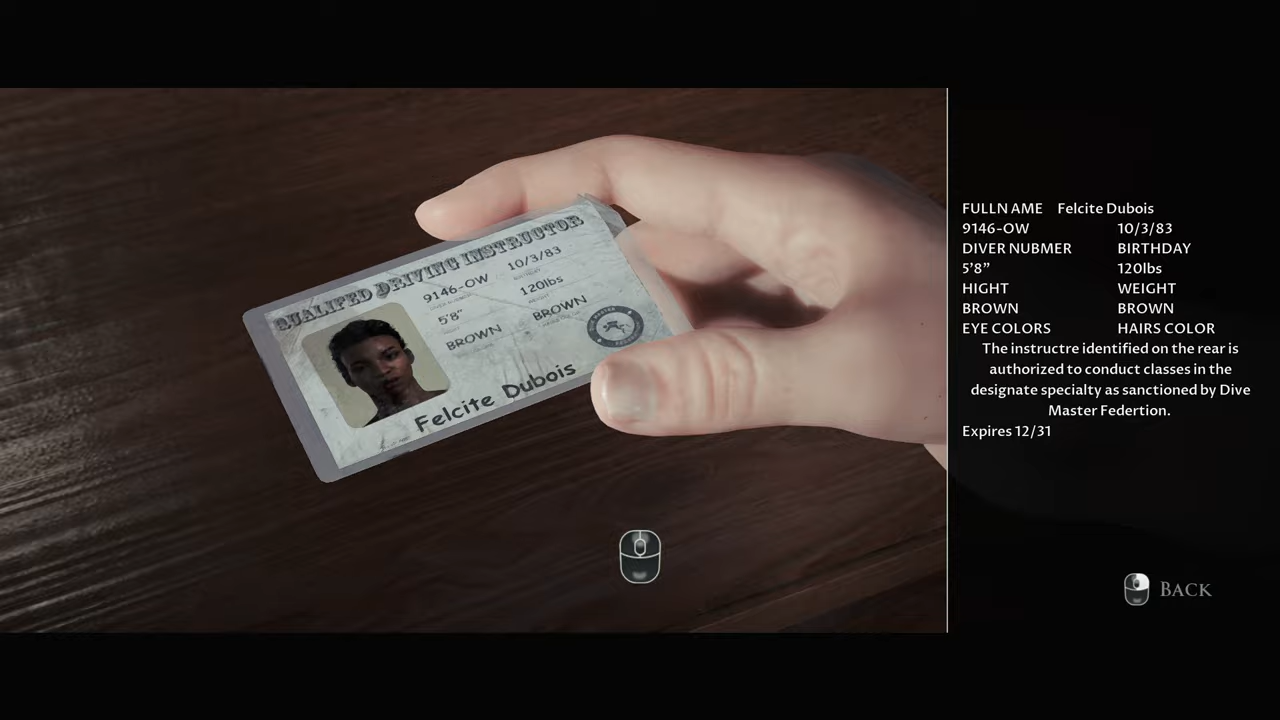 QUALIFED DRIVING INSTRUCTOR
9146-OW 10/3/83
5'8" 120lbs
BROWN BROWN
Felcite Dubois
FULLN AME Felcite Dubois
9146-OW 10/3/83
DIVER NUBMER BIRTHDAY
5'8” 120lbs
HIGHT WEIGHT
BROWN BROWN
EYE COLORS HAIRS COLOR
The instructre identified on the rear is
authorized to conduct classes in the
designate specialty as sanctioned by Dive
Master Federtion.
Expires 12/31
BACK